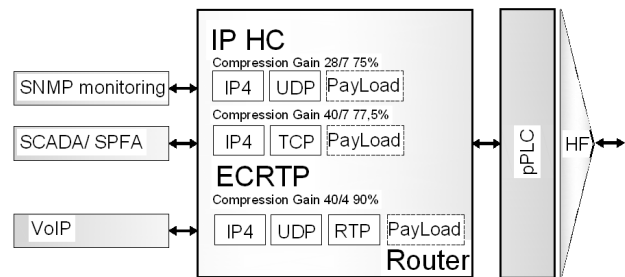 IP HC
Compression Gain 28/7 75%
SNMP monitoring
IP4 UDP PayLoad
Compression Gain 40/7 77,5%
SCADA/ SPFA
IP4 TCP PayLoad
pPLC
HF
ECRTP
Compression Gain 40/4 90%
VoIP
IP4 UDP RTP PayLoad
Router